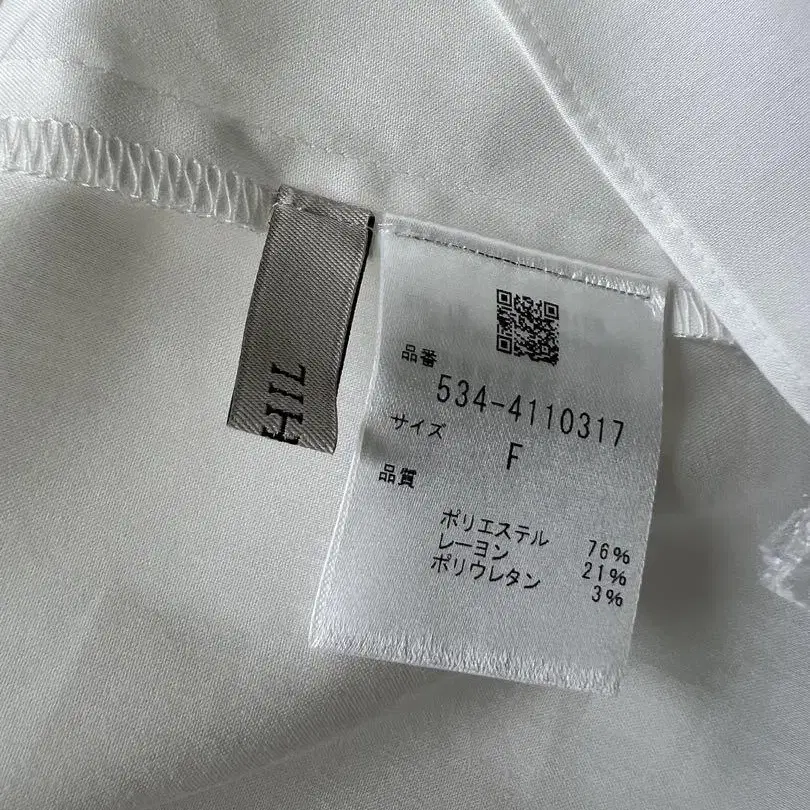 品番
534-4110317
サイズ
F
品質
ポリエステル 76%
レーヨン 21%
ポリウレタン 3%